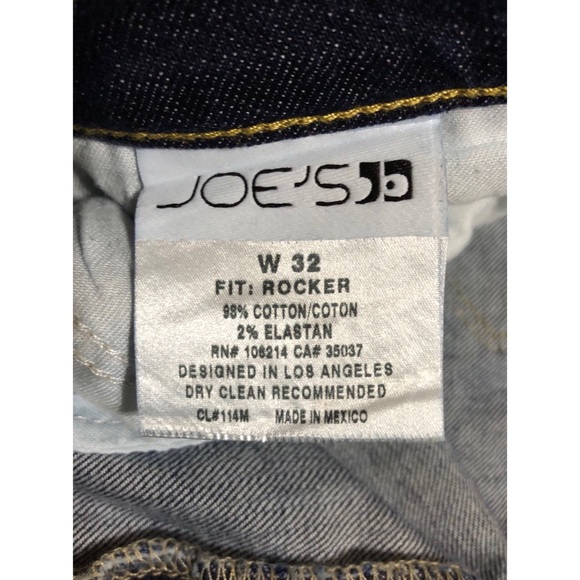 JOE'S
W 32
FIT: ROCKER
98% COTTON/COTON
2% ELASTAN
RN# 106214 CA# 35037
DESIGNED IN LOS ANGELES
DRY CLEAN RECOMMENDED
CL#114M MADE IN MEXICO